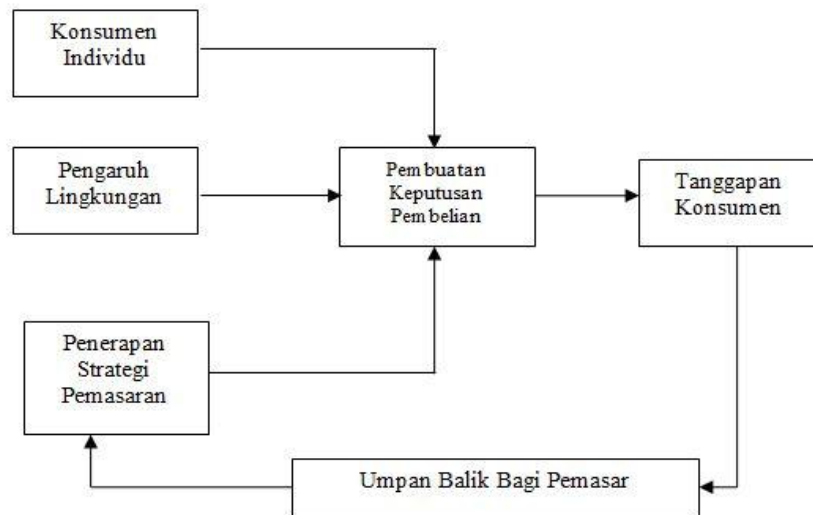 Konsumen
Individu
Pengaruh
Lingkungan
Pembuatan
Keputusan
Pembelian
Tanggapan
Konsumen
Penerapan
Strategi
Pemasaran
Umpan Balik Bagi Pemasar